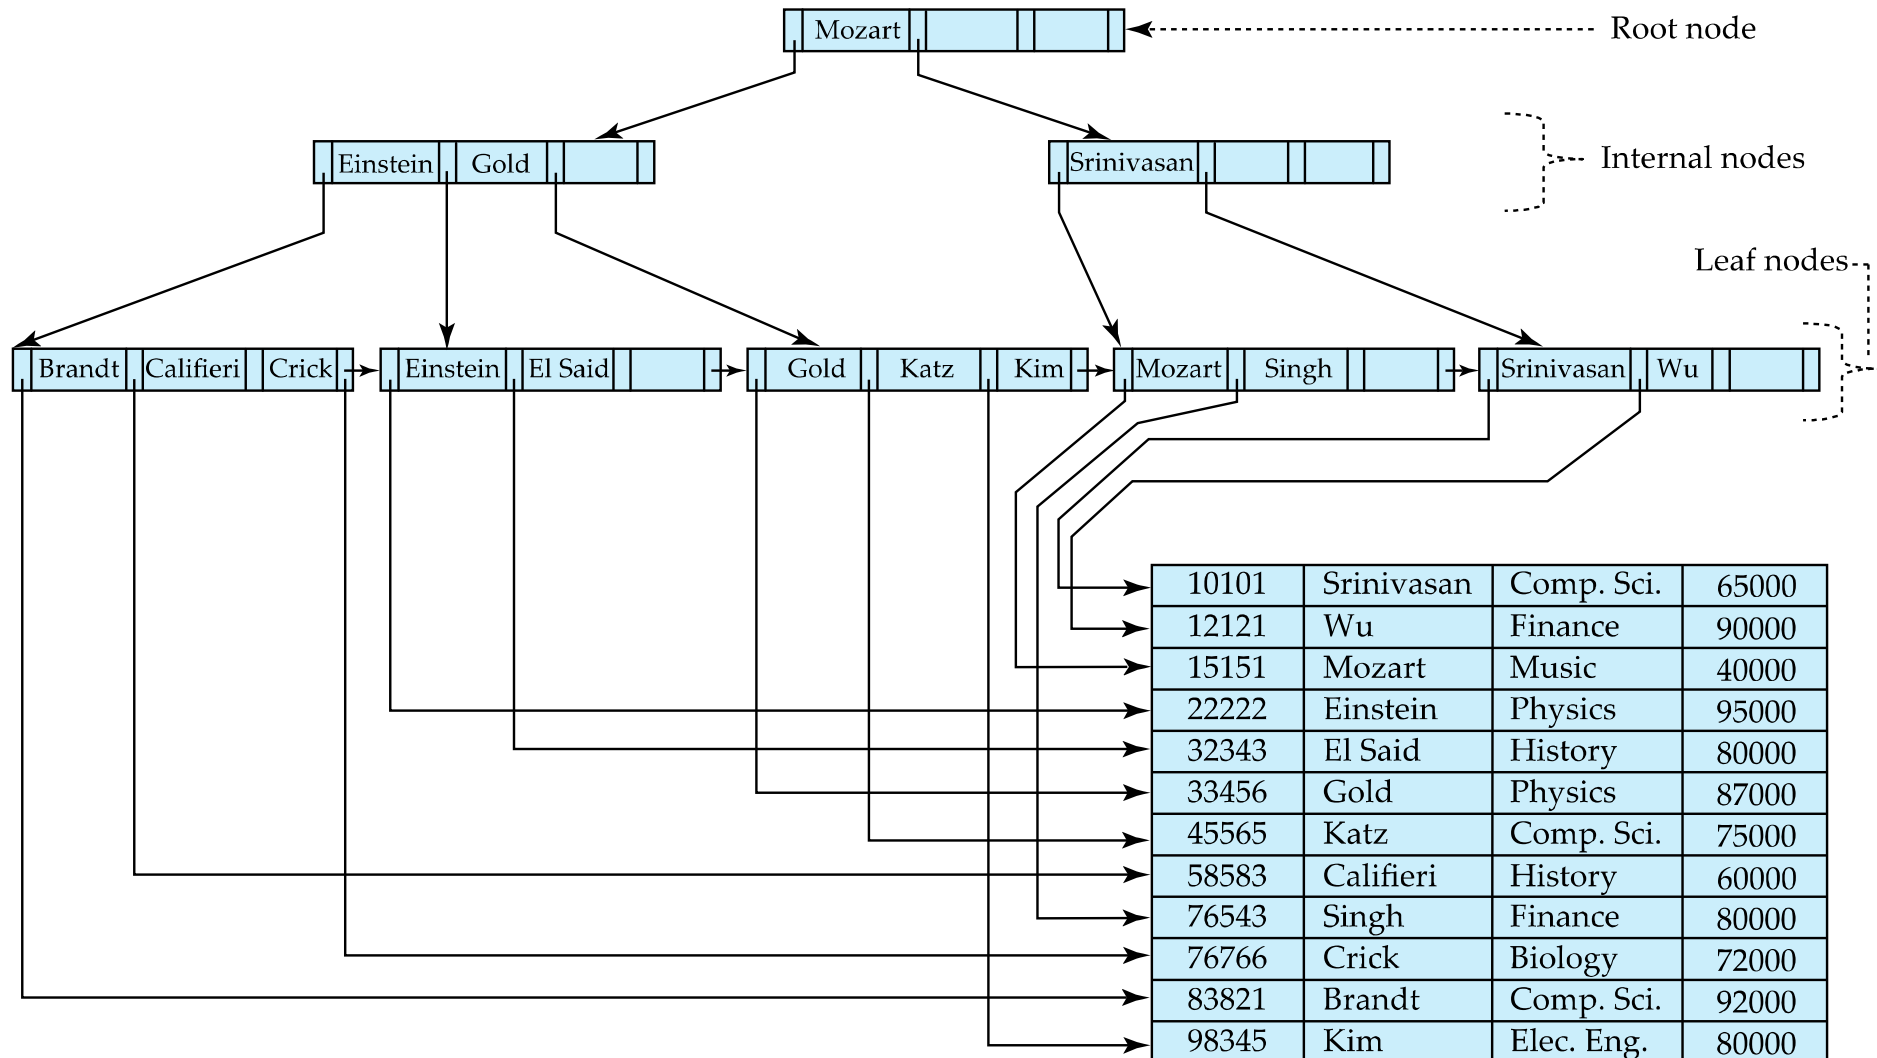 Mozart
Root node
Einstein Gold
Srinivasan
Internal nodes
Leaf nodes
Brandt Califieri Crick
Einstein El Said
Gold Katz Kim
Mozart Singh
Srinivasan Wu
10101 Srinivasan Comp. Sci. 65000
12121 Wu Finance 90000
15151 Mozart Music 40000
22222 Einstein Physics 95000
32343 El Said History 80000
33456 Gold Physics 87000
45565 Katz Comp. Sci. 75000
58583 Califieri History 60000
76543 Singh Finance 80000
76766 Crick Biology 72000
83821 Brandt Comp. Sci. 92000
98345 Kim Elec. Eng. 80000